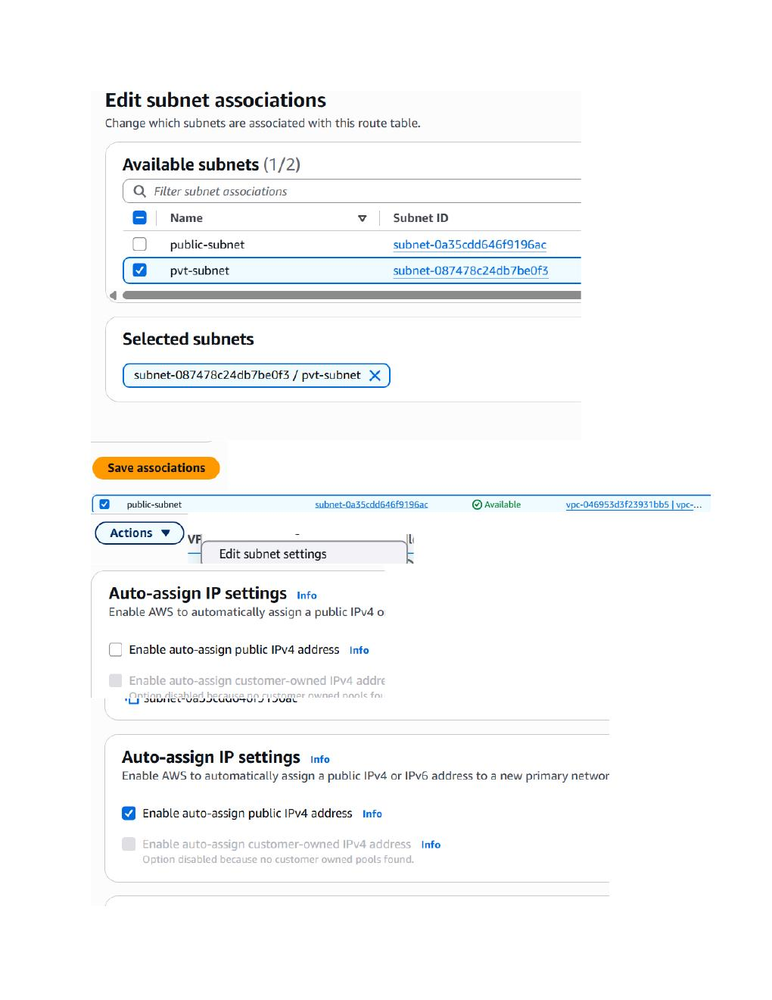 Edit subnet associations
Change which subnets are associated with this route table.
Available subnets (1/2)
Filter subnet associations
Name Subnet ID
public-subnet subnet-0a35cdd646f9196ac
pvt-subnet subnet-087478c24db7be0f3
Selected subnets
subnet-087478c24db7be0f3 / pvt-subnet
Save associations
public-subnet subnet-0a35cdd646f9196ac Available vpc-046953d3f23931bb5 | vpc-...
Actions
Edit subnet settings
Auto-assign IP settings Info
Enable AWS to automatically assign a public IPv4 o
Enable auto-assign public IPv4 address Info
Enable auto-assign customer-owned IPv4 addre
Option disabled because no customer owned pools fou
subnet-0a35cdd646f9196ac
Auto-assign IP settings Info
Enable AWS to automatically assign a public IPv4 or IPv6 address to a new primary networ
Enable auto-assign public IPv4 address Info
Enable auto-assign customer-owned IPv4 address Info
Option disabled because no customer owned pools found.